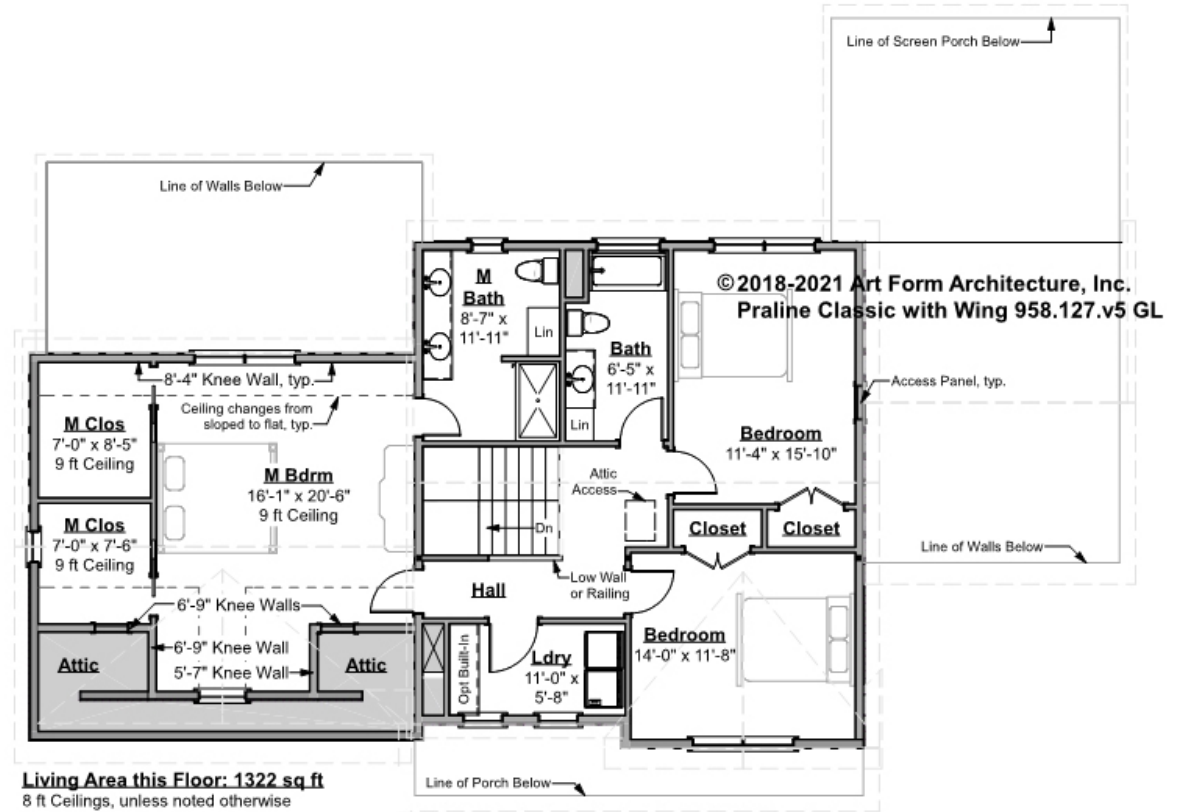 Line of Screen Porch Below
Line of Walls Below
M
Bath
8'-7" x
11'-11"
Lin
Bath
6'-5" x
11'-11"
Lin
©2018-2021 Art Form Architecture, Inc.
Praline Classic with Wing 958.127.v5 GL
Access Panel, typ.
8'-4" Knee Wall, typ.
Ceiling changes from
sloped to flat, typ.
M Clos
7'-0" x 8'-5"
9 ft Ceiling
M Bdrm
16'-1" x 20'-6"
9 ft Ceiling
Bedroom
11'-4" x 15'-10"
Attic
Access
Dn
M Clos
7'-0" x 7'-6"
9 ft Ceiling
Closet
Closet
Line of Walls Below
Low Wall
or Railing
Hall
6'-9" Knee Walls
6'-9" Knee Wall
5'-7" Knee Wall
Attic
Attic
Opt Built-In
Ldry
11'-0" x
5'-8"
Bedroom
14'-0" x 11'-8"
Line of Porch Below
Living Area this Floor: 1322 sq ft
8 ft Ceilings, unless noted otherwise